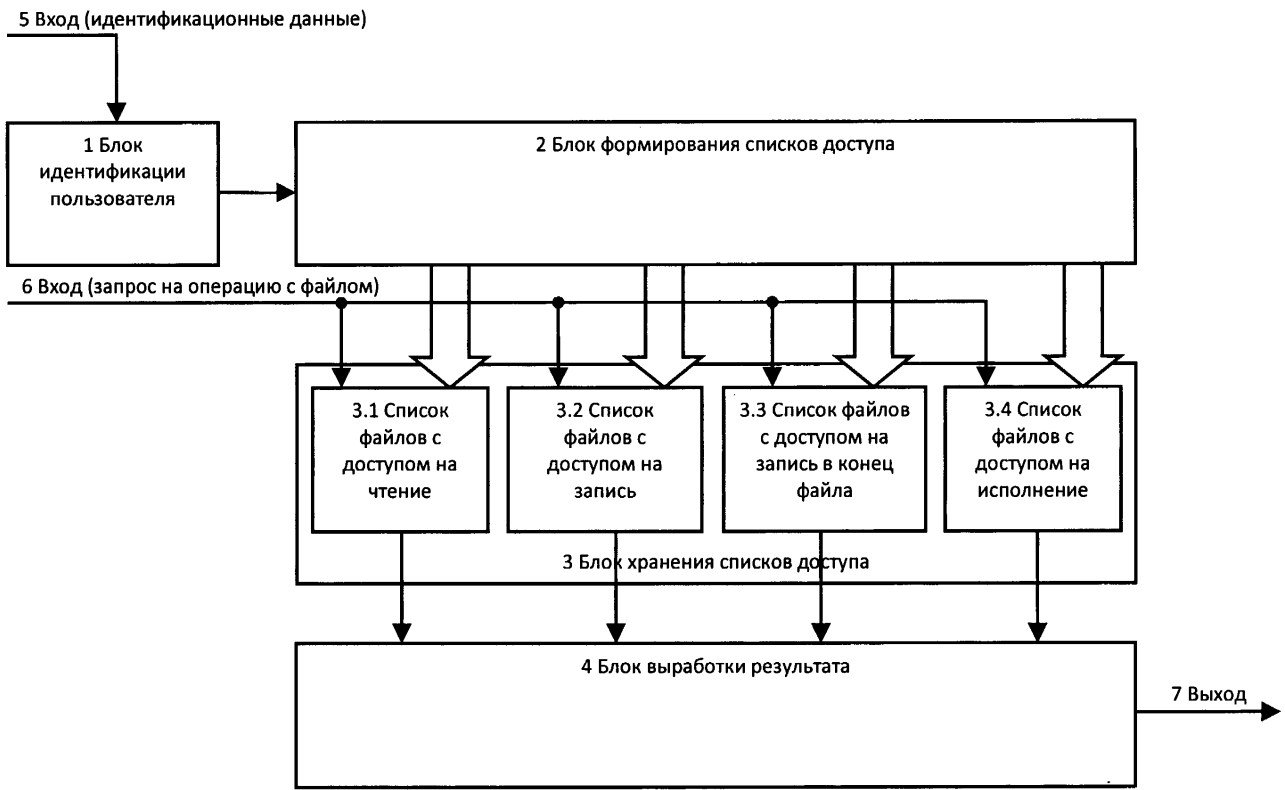 5 Вход (идентификационные данные)
1 Блок
идентификации
пользователя
2 Блок формирования списков доступа
6 Вход (запрос на операцию с файлом)
3.1 Список
файлов с
доступом на
чтение
3.2 Список
файлов с
доступом на
запись
3.3 Список файлов
с доступом на
запись в конец
файла
3.4 Список
файлов с
доступом на
исполнение
3 Блок хранения списков доступа
4 Блок выработки результата
7 Выход